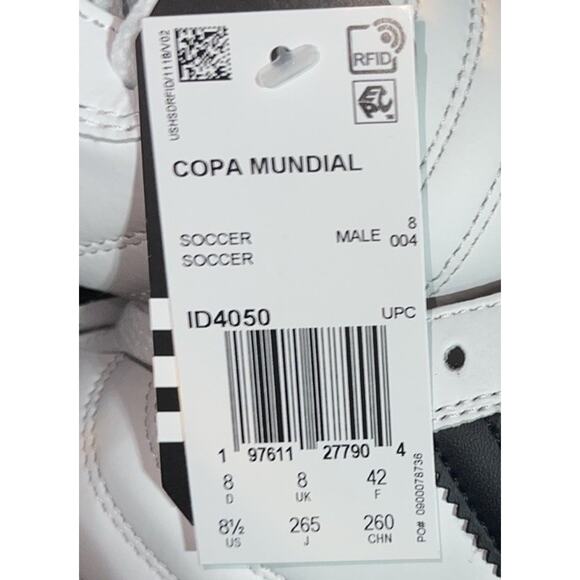 USHSDRFID/1118/V02
RFID
EPC
COPA MUNDIAL
SOCCER MALE 8
SOCCER 004
ID4050 UPC
1 97611 27790 4
8 8 42
D UK F
8½ 265 260
US J CHN
PO# 0900078736